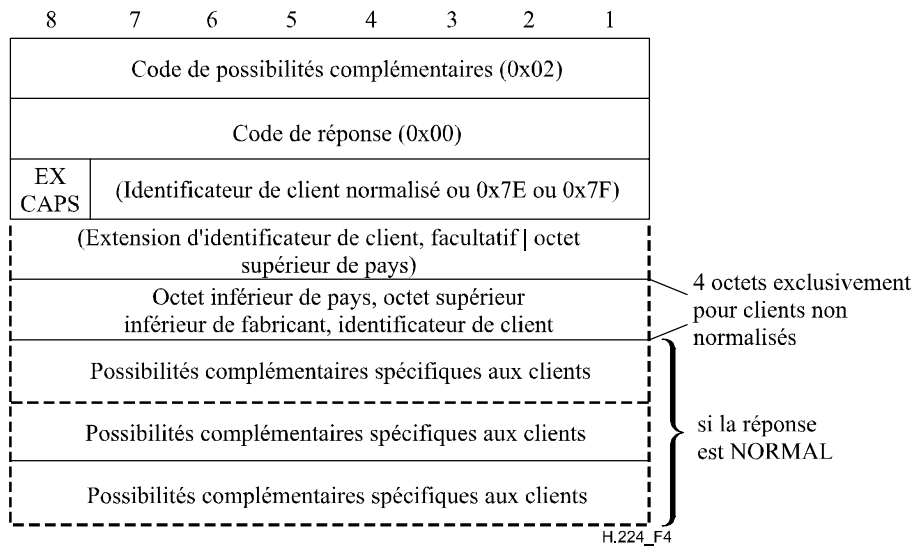 8 7 6 5 4 3 2 1
Code de possibilités complémentaires (0x02)
Code de réponse (0x00)
EX
CAPS
(Identificateur de client normalisé ou 0x7E ou 0x7F)
(Extension d'identificateur de client, facultatif | octet
supérieur de pays)
Octet inférieur de pays, octet supérieur
inférieur de fabricant, identificateur de client
4 octets exclusivement
pour clients non
normalisés
Possibilités complémentaires spécifiques aux clients
Possibilités complémentaires spécifiques aux clients
Possibilités complémentaires spécifiques aux clients
si la réponse
est NORMAL
H.224_F4